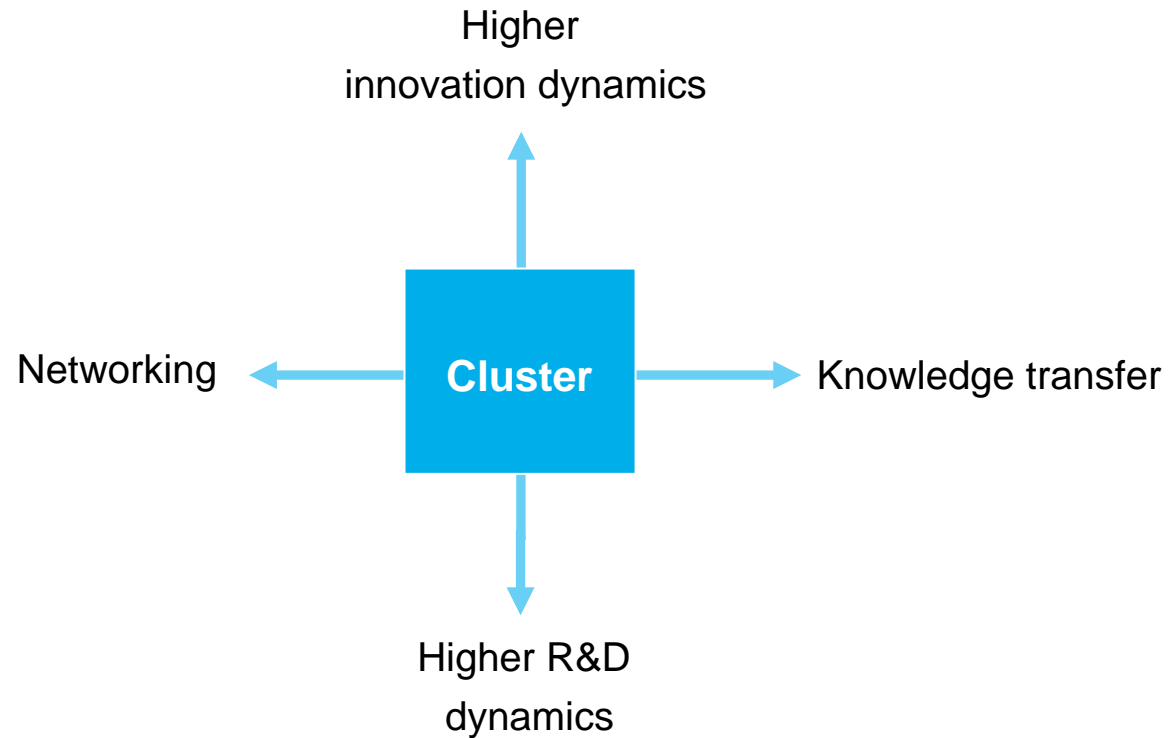 Higher
innovation dynamics
Networking
Cluster
Knowledge transfer
Higher R&D
dynamics